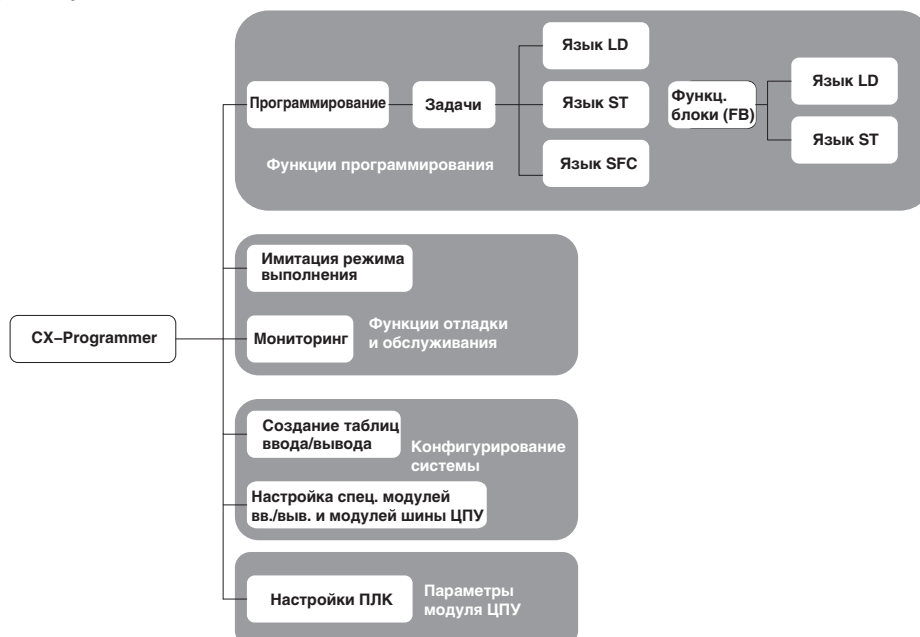 Язык LD
Программирование
Задачи
Язык ST
Функц.
блоки (FB)
Язык LD
Язык ST
Функции программирования
Язык SFC
Имитация режима
выполнения
CX–Programmer
Мониторинг
Функции отладки
и обслуживания
Создание таблиц
ввода/вывода
Конфигурирование
системы
Настройка спец. модулей
вв./выв. и модулей шины ЦПУ
Настройки ПЛК
Параметры
модуля ЦПУ